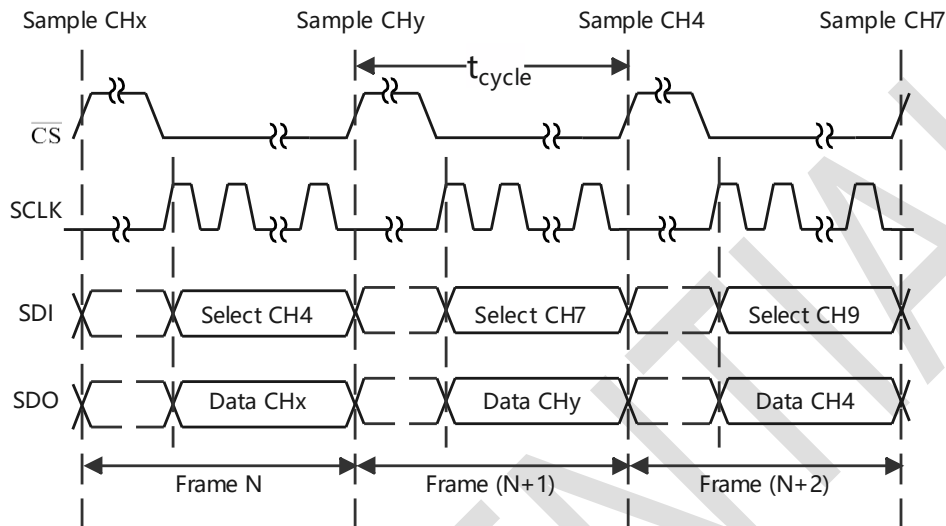 Sample CHx Sample CHy Sample CH4 Sample CH7
tcycle
CS
SCLK
SDI Select CH4 Select CH7 Select CH9
SDO Data CHx Data CHy Data CH4
Frame N Frame (N+1) Frame (N+2)
ENTIAL